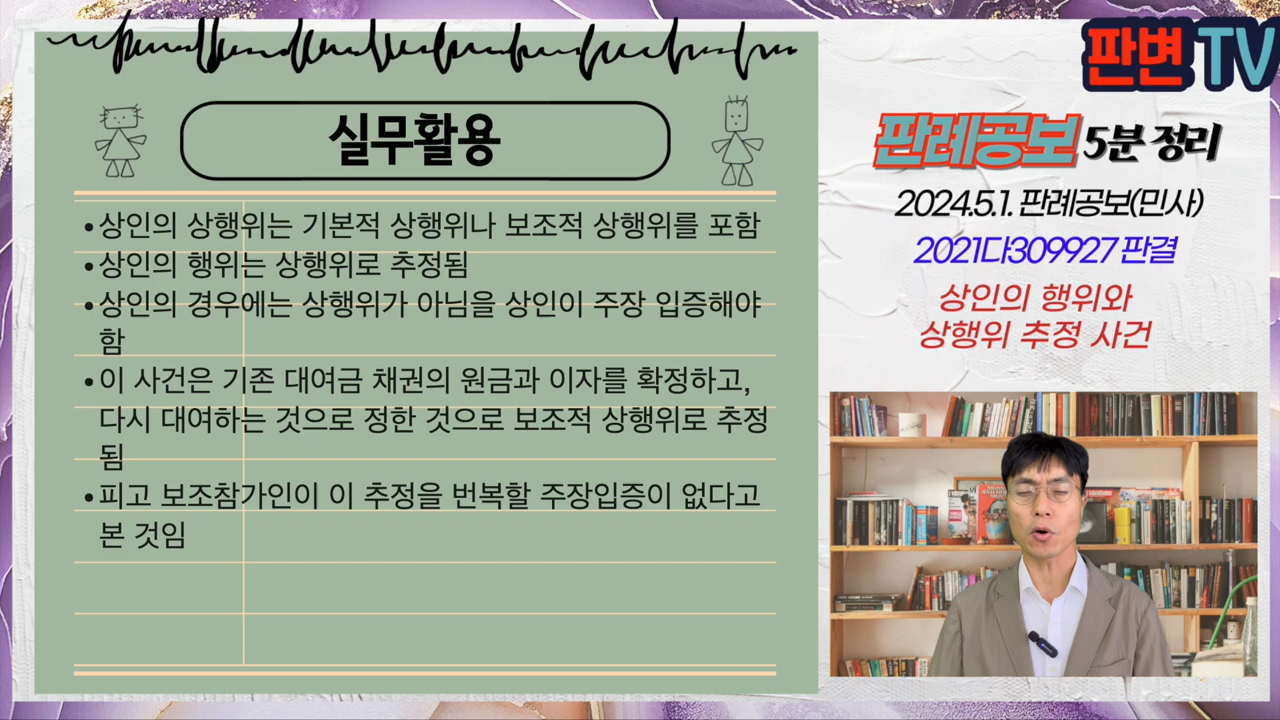 판변 TV
실무활용
•상인의 상행위는 기본적 상행위나 보조적 상행위를 포함
•상인의 행위는 상행위로 추정됨
•상인의 경우에는 상행위가 아님을 상인이 주장 입증해야
함
•이 사건은 기존 대여금 채권의 원금과 이자를 확정하고,
다시 대여하는 것으로 정한 것으로 보조적 상행위로 추정
됨
•피고 보조참가인이 이 추정을 번복할 주장입증이 없다고
본 것임
판례공보 5분 정리
2024.5.1. 판례공보(민사)
2021다309927 판결
상인의 행위와
상행위 추정 사건